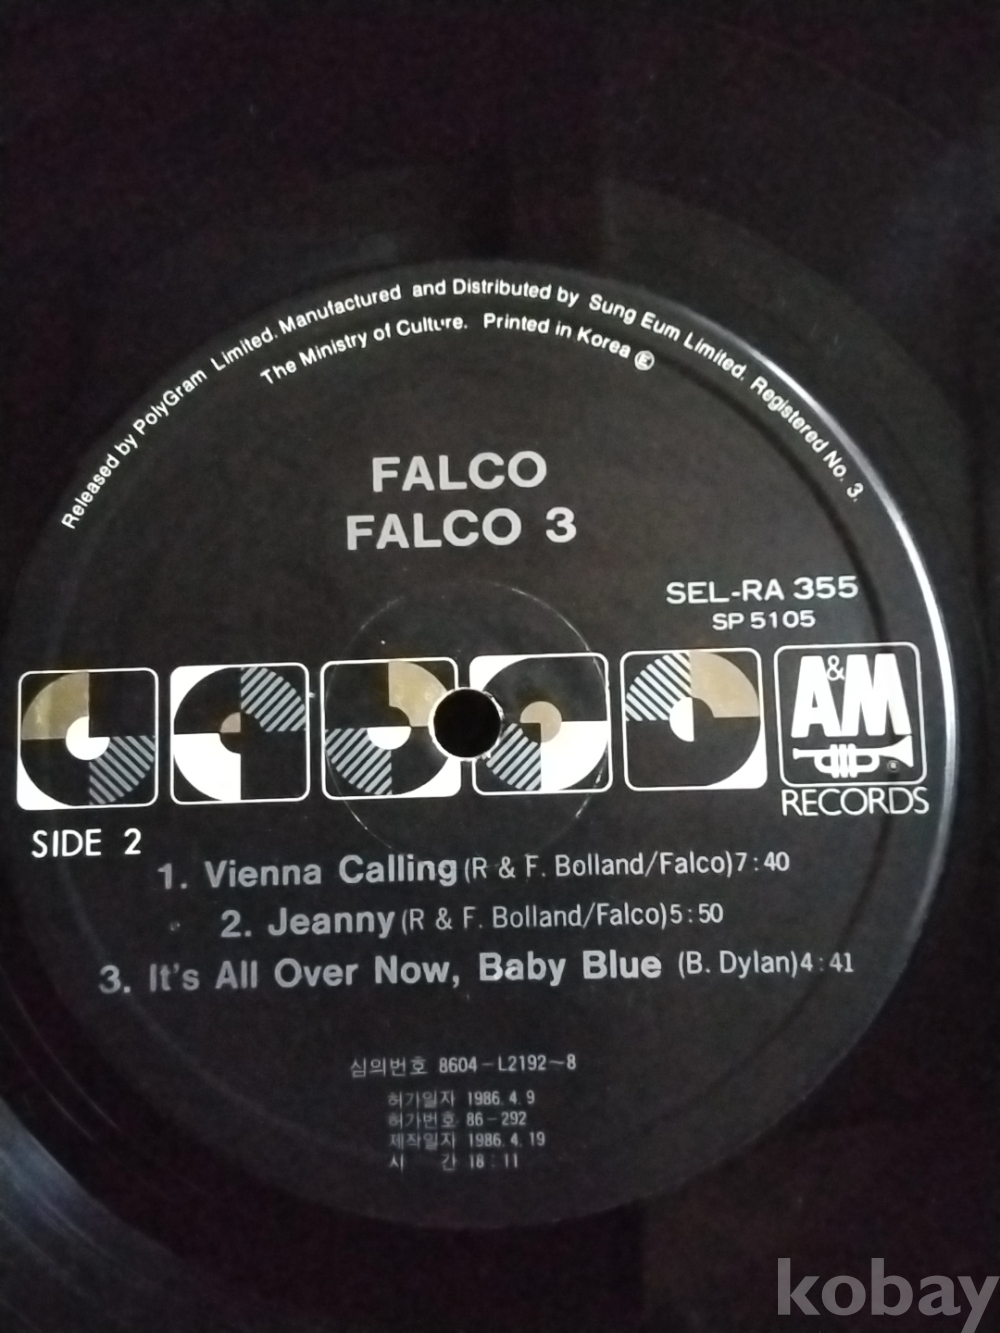 Released by PolyGram Limited. Manufactured and Distributed by Sung Eum Limited. Registered No. 3.
The Ministry of Culture. Printed in Korea Ⓔ
FALCO
FALCO 3
SEL-RA 355
SP 5105
A&M
RECORDS
SIDE 2
1. Vienna Calling (R & F. Bolland/Falco) 7:40
2. Jeanny (R & F. Bolland/Falco) 5:50
3. It's All Over Now, Baby Blue (B. Dylan) 4:41
심의번호 8604-L2192~8
허가일자 1986. 4. 9
허가번호 86-292
제작일자 1986. 4. 19
시 간 18:11
kobay